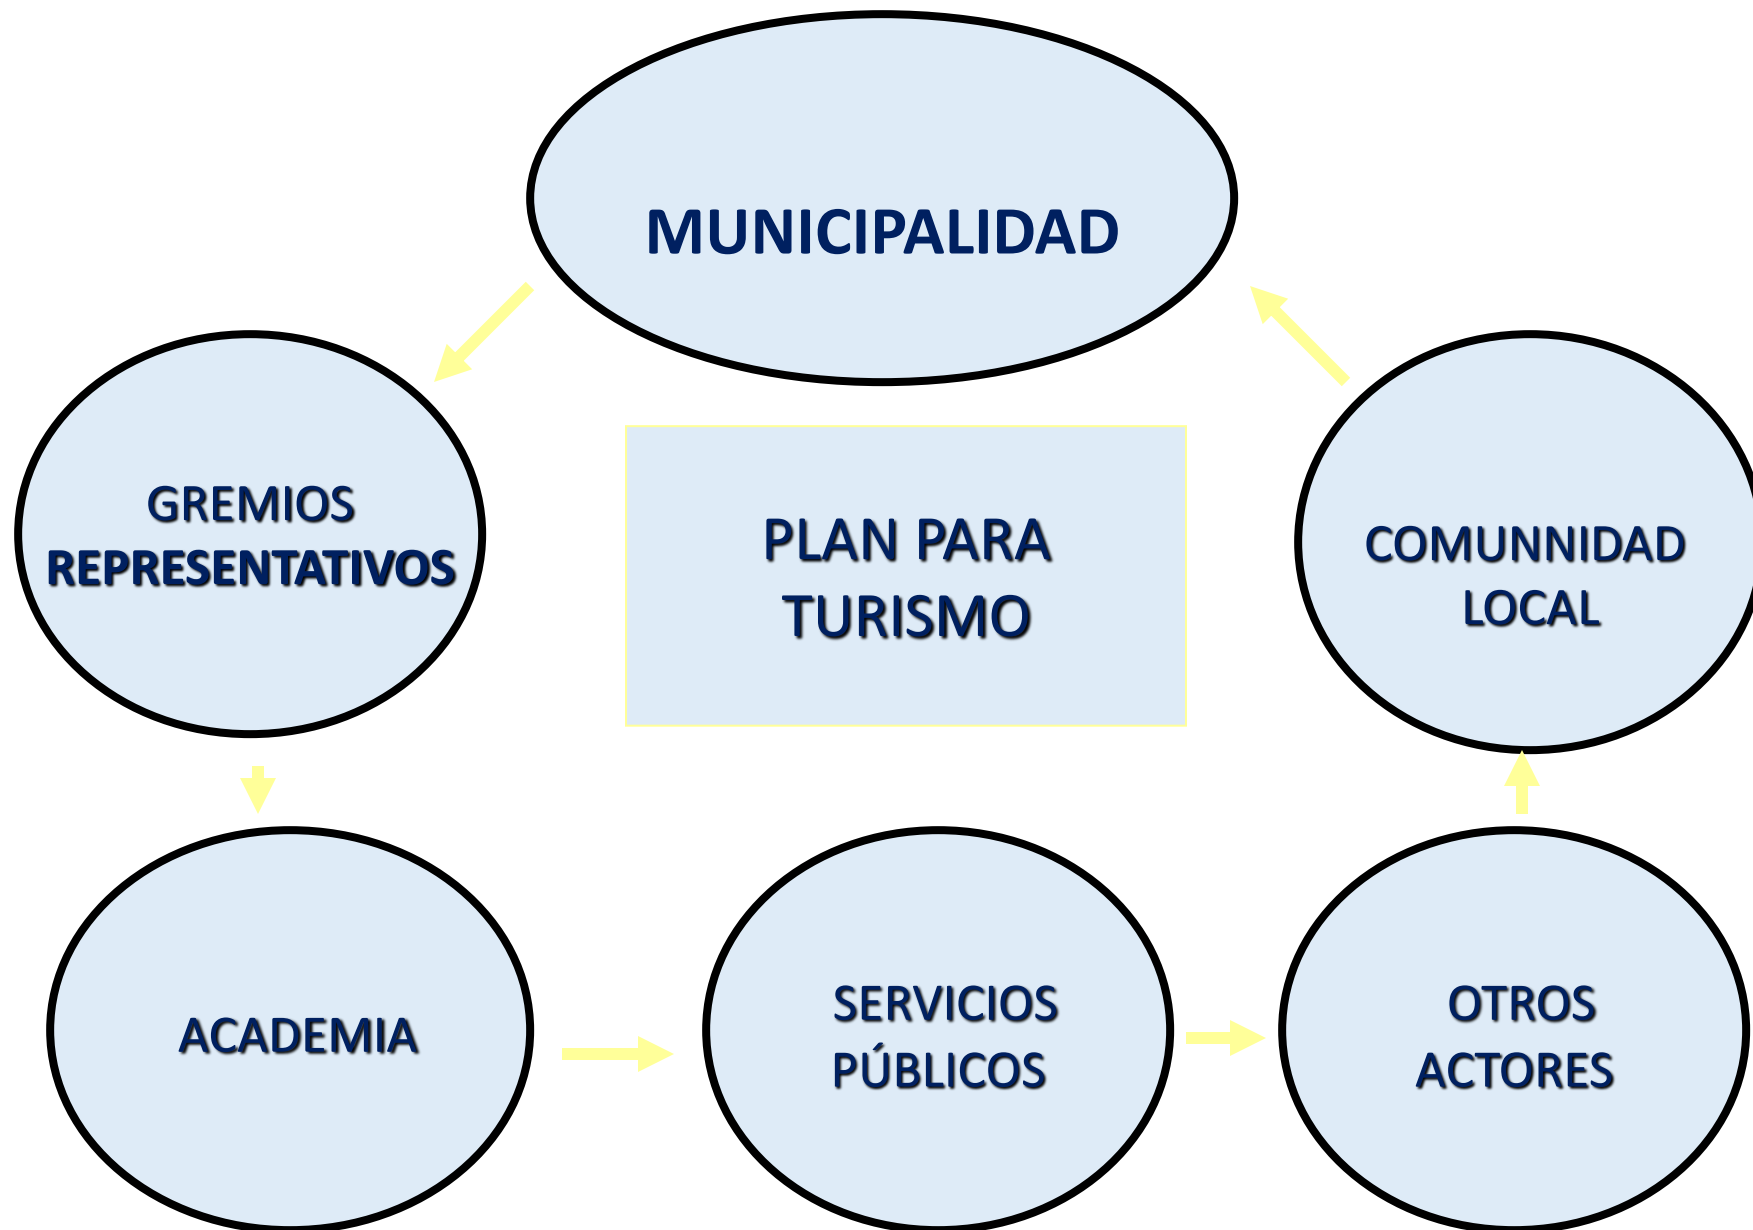 MUNICIPALIDAD
GREMIOS
REPRESENTATIVOS
PLAN PARA
TURISMO
COMUNNIDAD
LOCAL
ACADEMIA
SERVICIOS
PÚBLICOS
OTROS
ACTORES